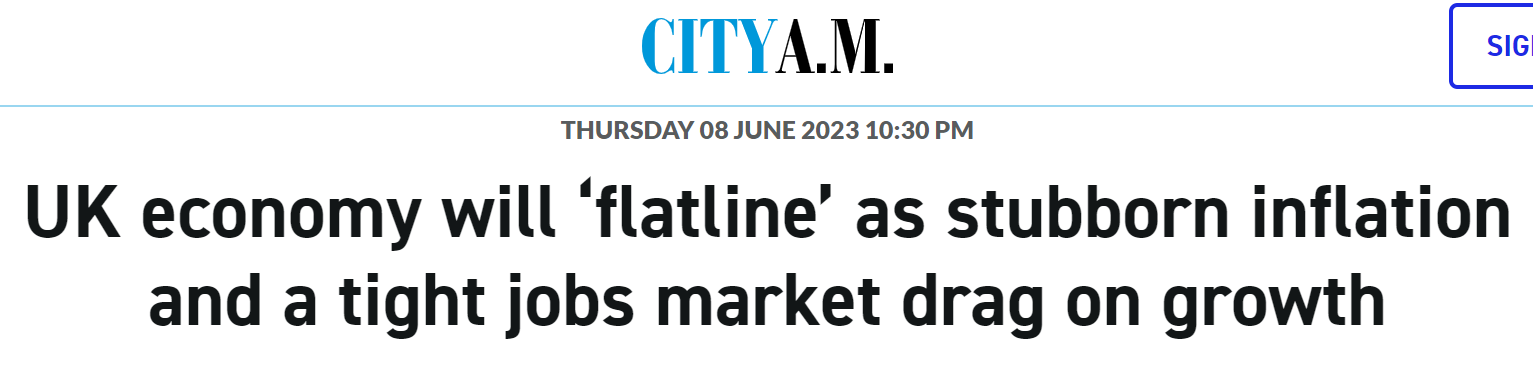 CITYA.M.
SIG
THURSDAY 08 JUNE 2023 10:30 PM
UK economy will ‘flatline’ as stubborn inflation
and a tight jobs market drag on growth